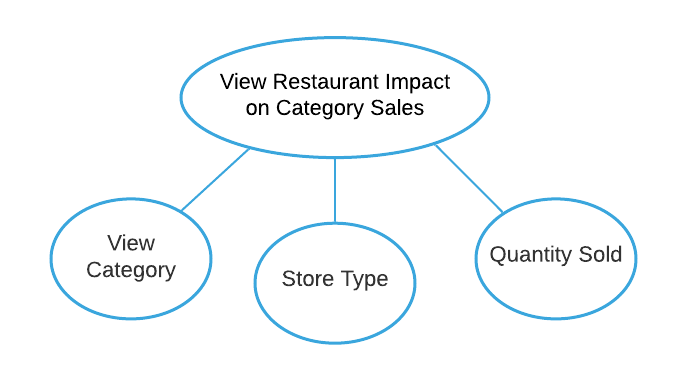 View Restaurant Impact
on Category Sales
View
Category
Store Type
Quantity Sold